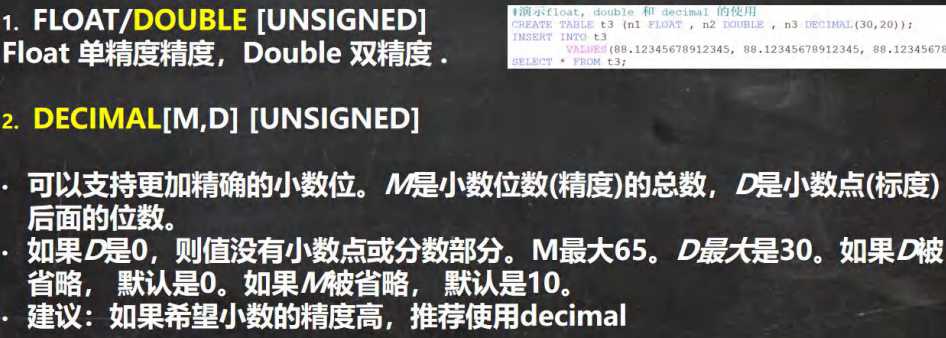 1. FLOAT/DOUBLE [UNSIGNED]
Float 单精度精度，Double 双精度 .
#演示float, double 和 decimal 的使用
CREATE TABLE t3 (n1 FLOAT , n2 DOUBLE , n3 DECIMAL(30,20));
INSERT INTO t3
VALUES(88.12345678912345, 88.12345678912345, 88.12345678
SELECT * FROM t3;
2. DECIMAL[M,D] [UNSIGNED]
· 可以支持更加精确的小数位。M是小数位数(精度)的总数，D是小数点(标度)
后面的位数。
· 如果D是0，则值没有小数点或分数部分。M最大65。D最大是30。如果D被
省略， 默认是0。如果M被省略， 默认是10。
· 建议：如果希望小数的精度高，推荐使用decimal